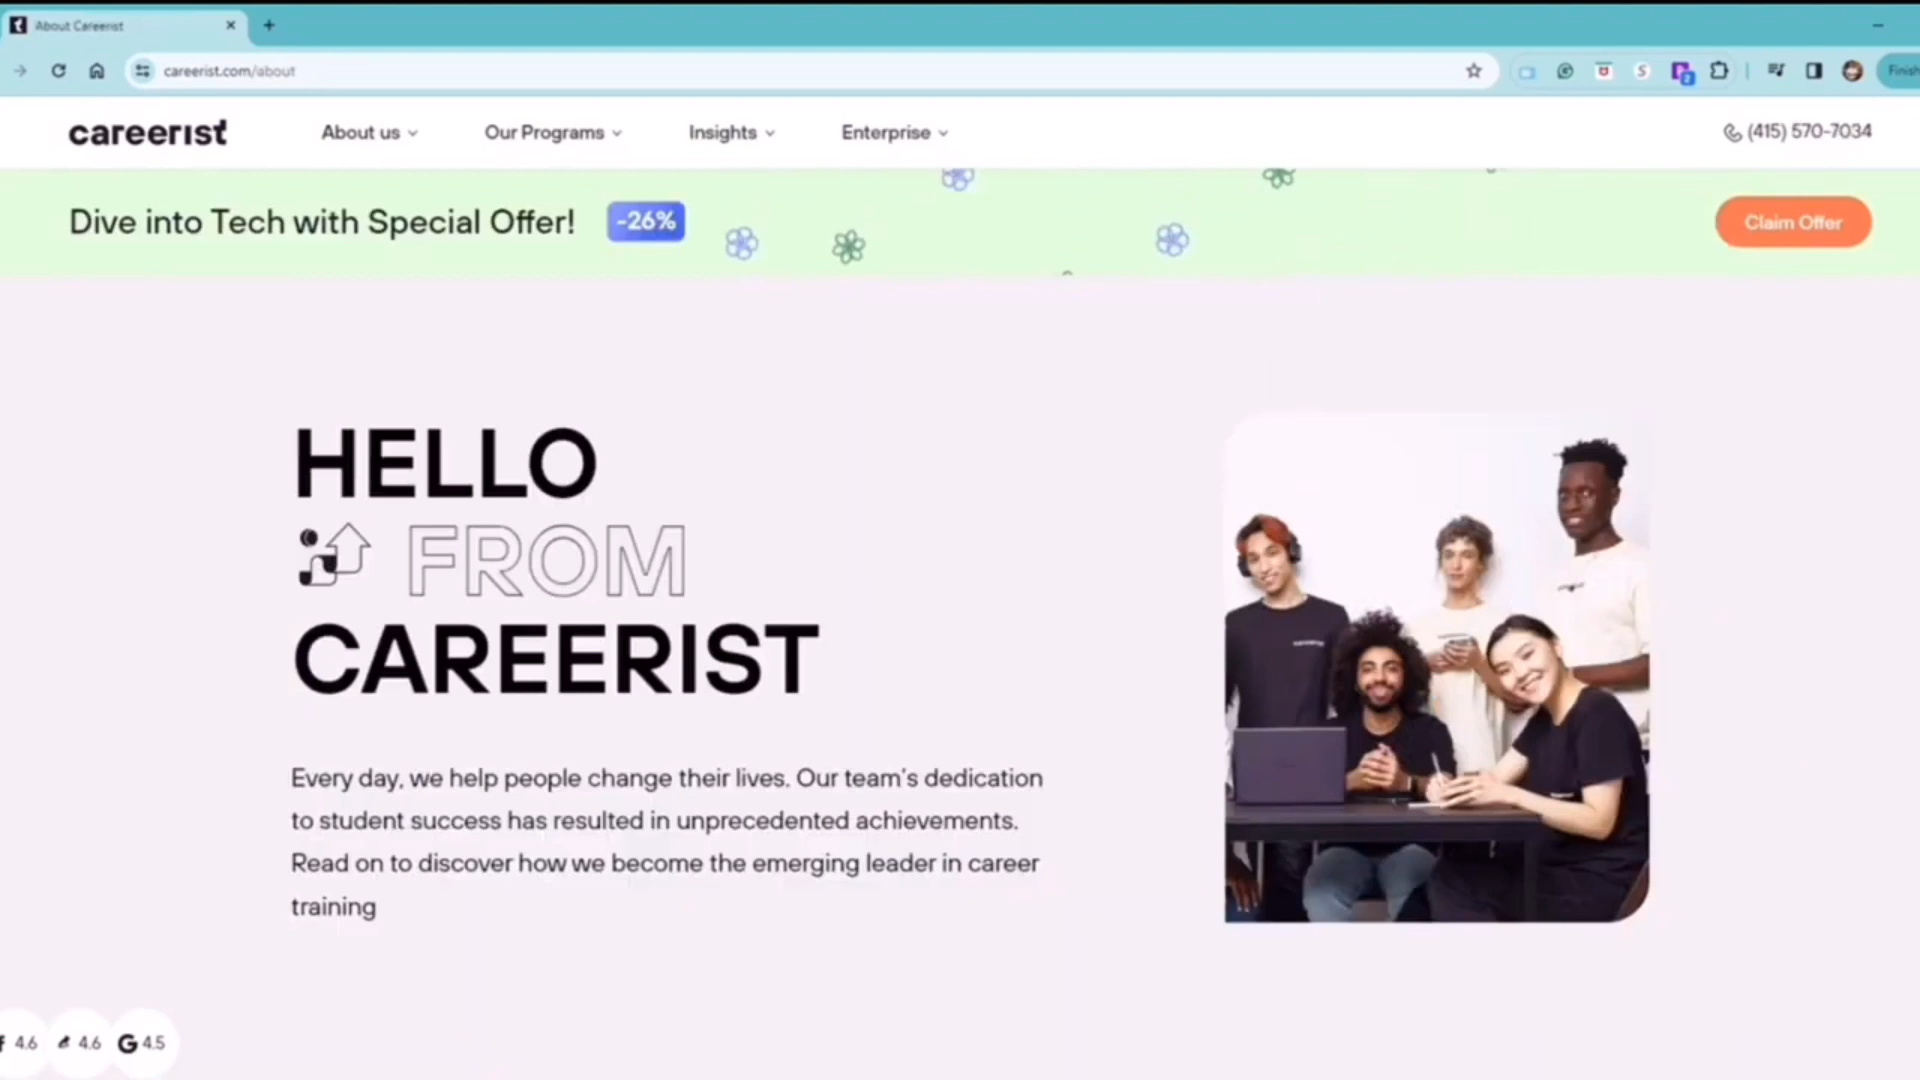 About Careerist
careerist.com/about
Finish
careerist
About us
Our Programs
Insights
Enterprise
(415) 570-7034
Dive into Tech with Special Offer!
-26%
Claim Offer
HELLO
FROM
CAREERIST
Every day, we help people change their lives. Our team's dedication
to student success has resulted in unprecedented achievements.
Read on to discover how we become the emerging leader in career
training
4.6
4.6
G 4.5